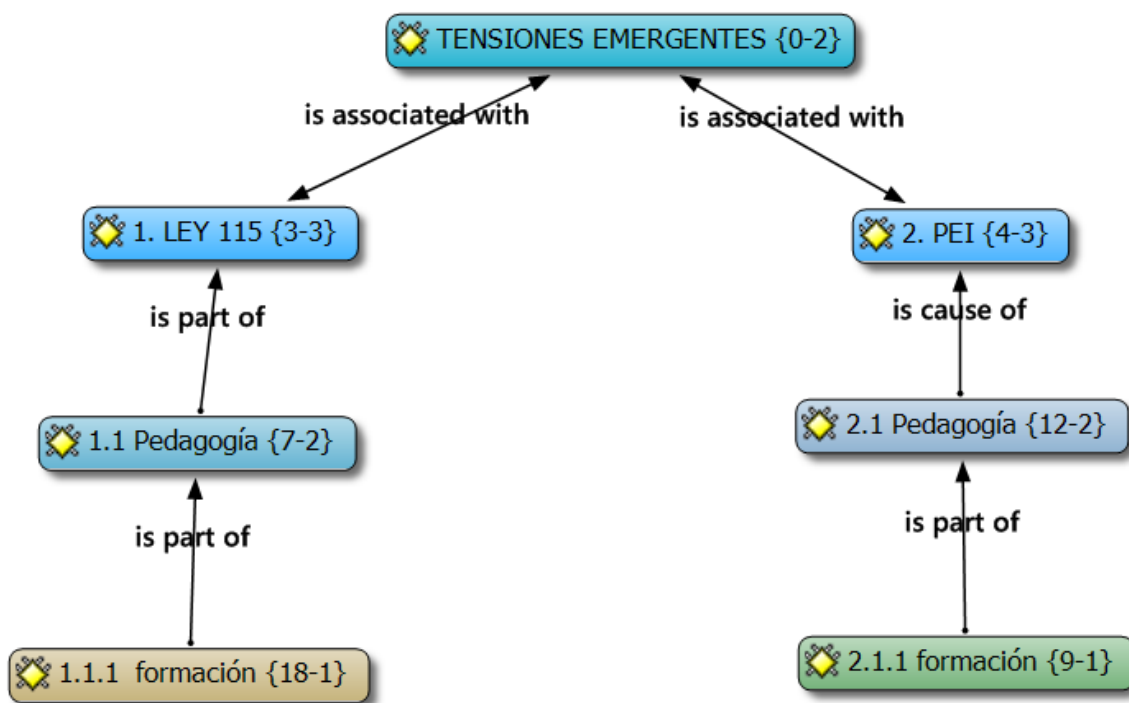 TENSIONES EMERGENTES {0-2}
is associated with
is associated with
1. LEY 115 {3-3}
2. PEI {4-3}
is part of
is cause of
1.1 Pedagogía {7-2}
2.1 Pedagogía {12-2}
is part of
is part of
1.1.1 formación {18-1}
2.1.1 formación {9-1}